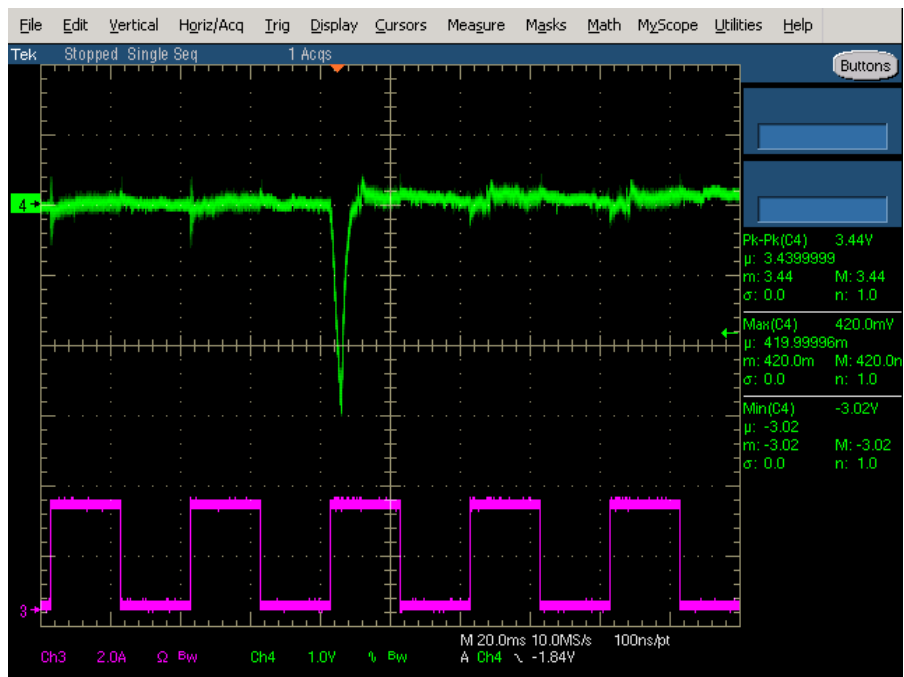 File Edit Vertical Horiz/Acq Trig Display Cursors Measure Masks Math MyScope Utilities Help
Tek Stopped Single Seq 1 Acqs
Buttons
4
Pk-Pk(C4) 3.44V
µ: 3.4399999
m: 3.44 M: 3.44
σ: 0.0 n: 1.0
Max(C4) 420.0mV
µ: 419.99996m
m: 420.0m M: 420.0n
σ: 0.0 n: 1.0
Min(C4) -3.02V
µ: -3.02
m: -3.02 M: -3.02
σ: 0.0 n: 1.0
3
M 20.0ms 10.0MS/s 100ns/pt
Ch3 2.0A Ω Bw Ch4 1.0V Bw A Ch4 -1.84V